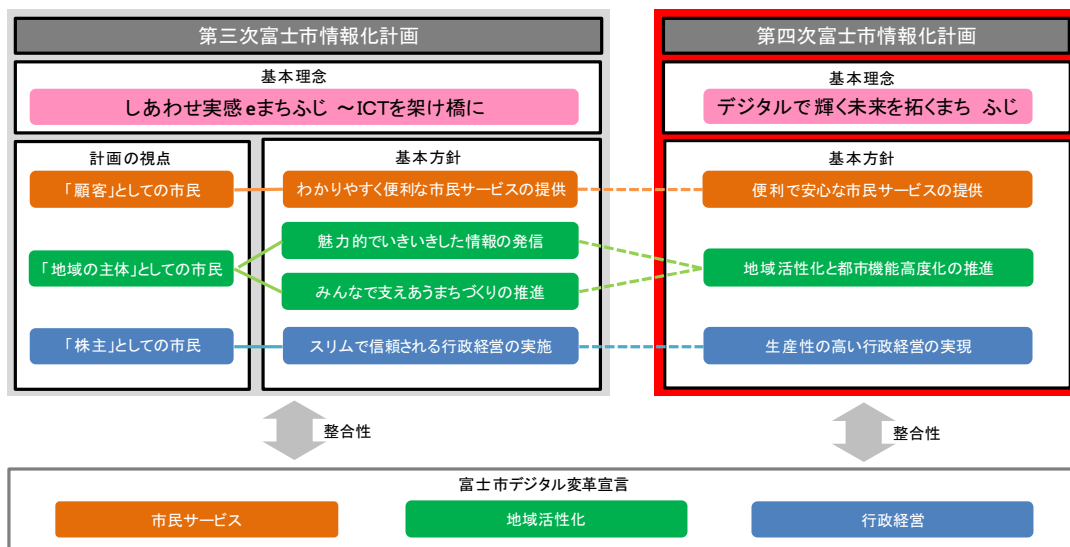 第三次富士市情報化計画
基本理念
しあわせ実感eまちふじ ～ICTを架け橋に
計画の視点
「顧客」としての市民
「地域の主体」としての市民
「株主」としての市民
基本方針
わかりやすく便利な市民サービスの提供
魅力的でいきいきした情報の発信
みんなで支えあうまちづくりの推進
スリムで信頼される行政経営の実施
第四次富士市情報化計画
基本理念
デジタルで輝く未来を拓くまち ふじ
基本方針
便利で安心な市民サービスの提供
地域活性化と都市機能高度化の推進
生産性の高い行政経営の実現
整合性
整合性
富士市デジタル変革宣言
市民サービス
地域活性化
行政経営